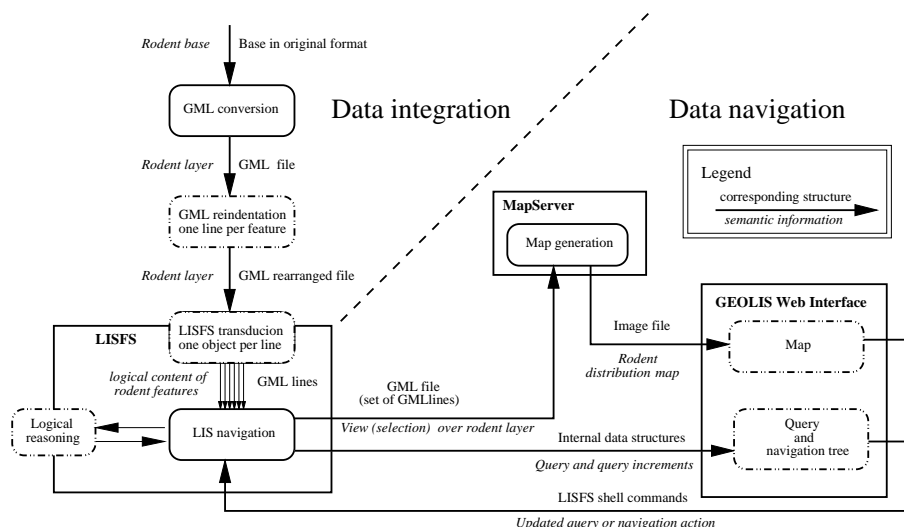 Rodent base
Base in original format
GML conversion
Data integration
Data navigation
Rodent layer
GML file
Legend
corresponding structure
semantic information
GML reindentation
one line per feature
MapServer
Map generation
Rodent layer
GML rearranged file
GEOLIS Web Interface
LISFS
LISFS transducion
one object per line
Image file
Map
Rodent
distribution map
logical content of
rodent features
GML lines
GML file
(set of GMLlines)
Logical
reasoning
LIS navigation
View (selection) over rodent layer
Internal data structures
Query
and
navigation tree
Query and query increments
LISFS shell commands
Updated query or navigation action